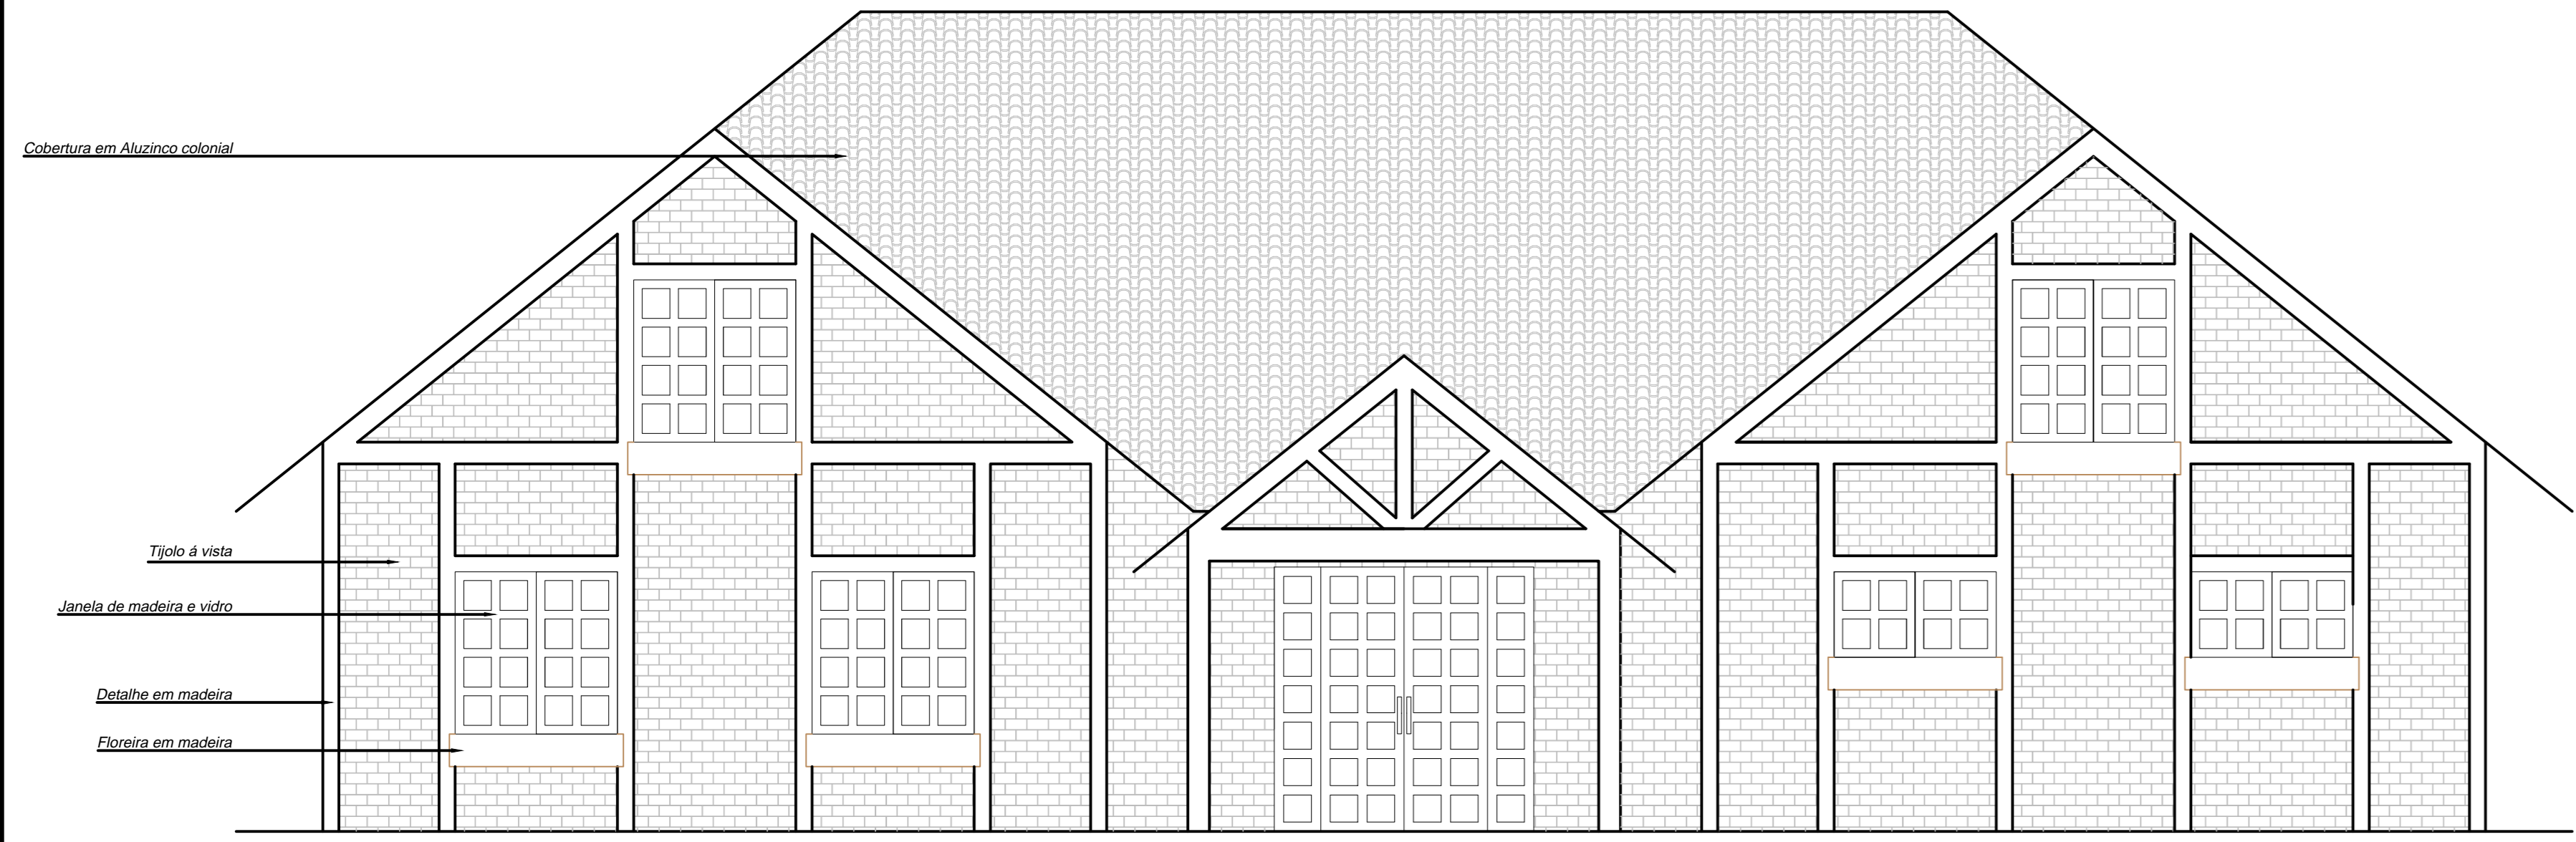 Cobertura em Aluzinco colonial
Tijolo á vista
Janela de madeira e vidro
Detalhe em madeira
Floreira em madeira